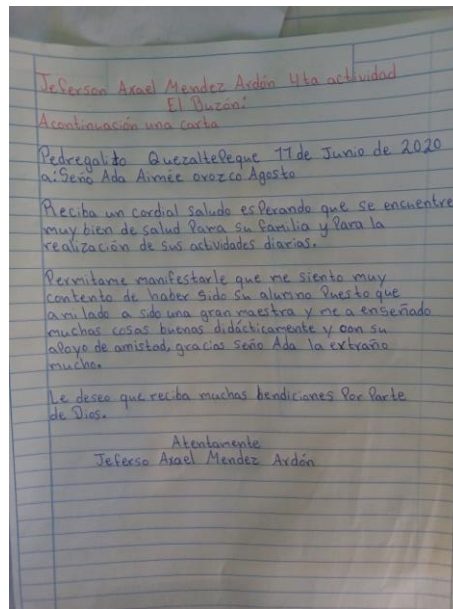 Jeferson Axael Mendez Ardón 4ta actividad
El Buzón:
Acontinuación una carta
Pedregalito Quezaltepeque 11 de Junio de 2020
a: Seño Ada Aimée orozco Agosto
Reciba un cordial saludo esperando que se encuentre
muy bien de salud Para su familia y Para la
realización de sus actividades diarias.
Permitame manifestarle que me siento muy
contento de haber sido su alumno Puesto que
a mi lado a sido una gran maestra y me a enseñado
muchas cosas buenas didácticamente y con su
apoyo de amistad, gracias Seño Ada la extraño
mucho.
Le deseo que reciba muchas bendiciones Por Parte
de Dios.
Atentamente
Jeferso Axael Mendez Ardón